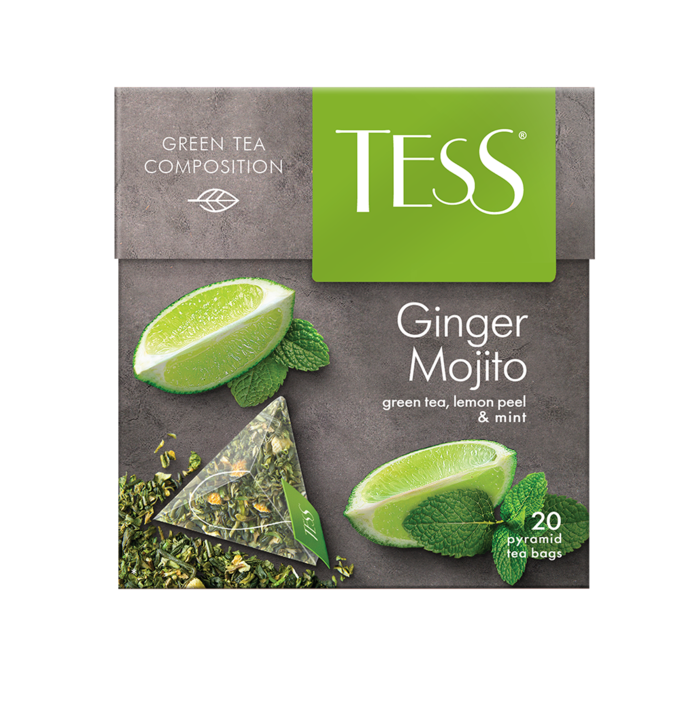 GREEN TEA
COMPOSITION
TESS®
Ginger
Mojito
green tea, lemon peel
& mint
TESS
20
pyramid
tea bags